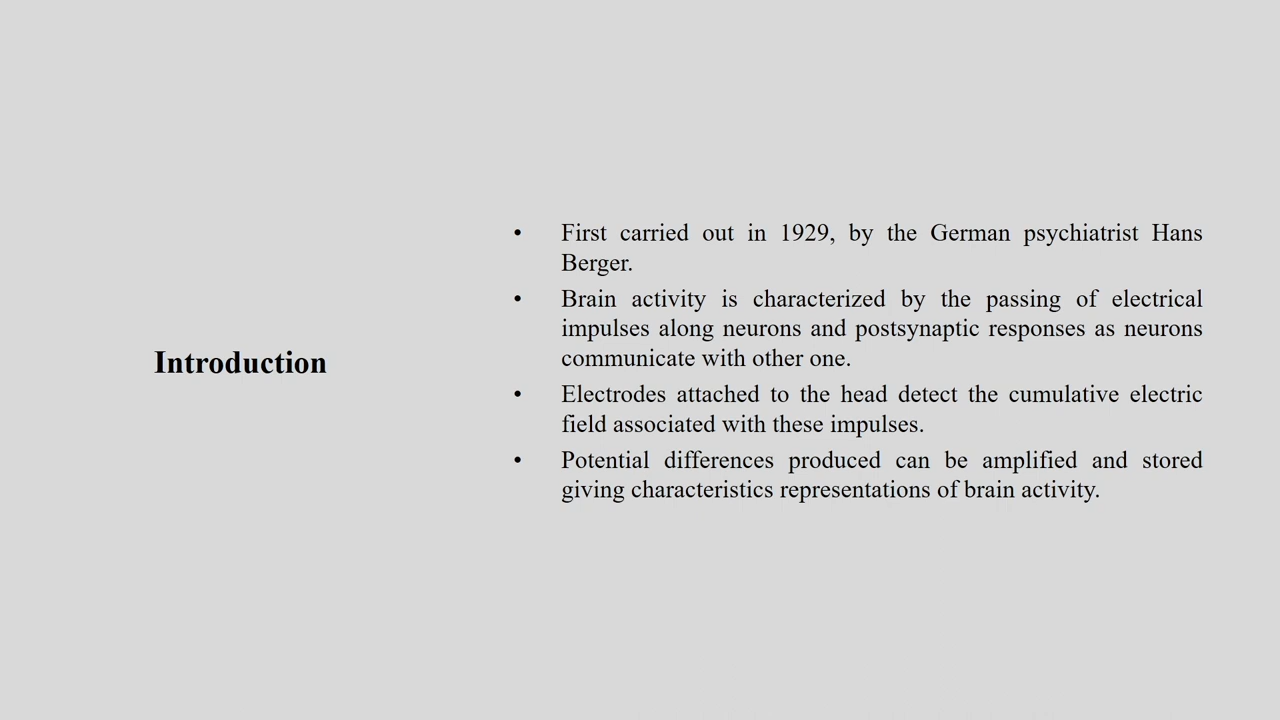 Introduction
• First carried out in 1929, by the German psychiatrist Hans
Berger.
• Brain activity is characterized by the passing of electrical
impulses along neurons and postsynaptic responses as neurons
communicate with other one.
• Electrodes attached to the head detect the cumulative electric
field associated with these impulses.
• Potential differences produced can be amplified and stored
giving characteristics representations of brain activity.